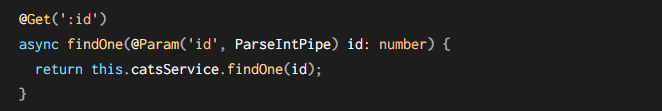 @Get(':id')
async findOne(@Param('id', ParseIntPipe) id: number) {
  return this.catsService.findOne(id);
}